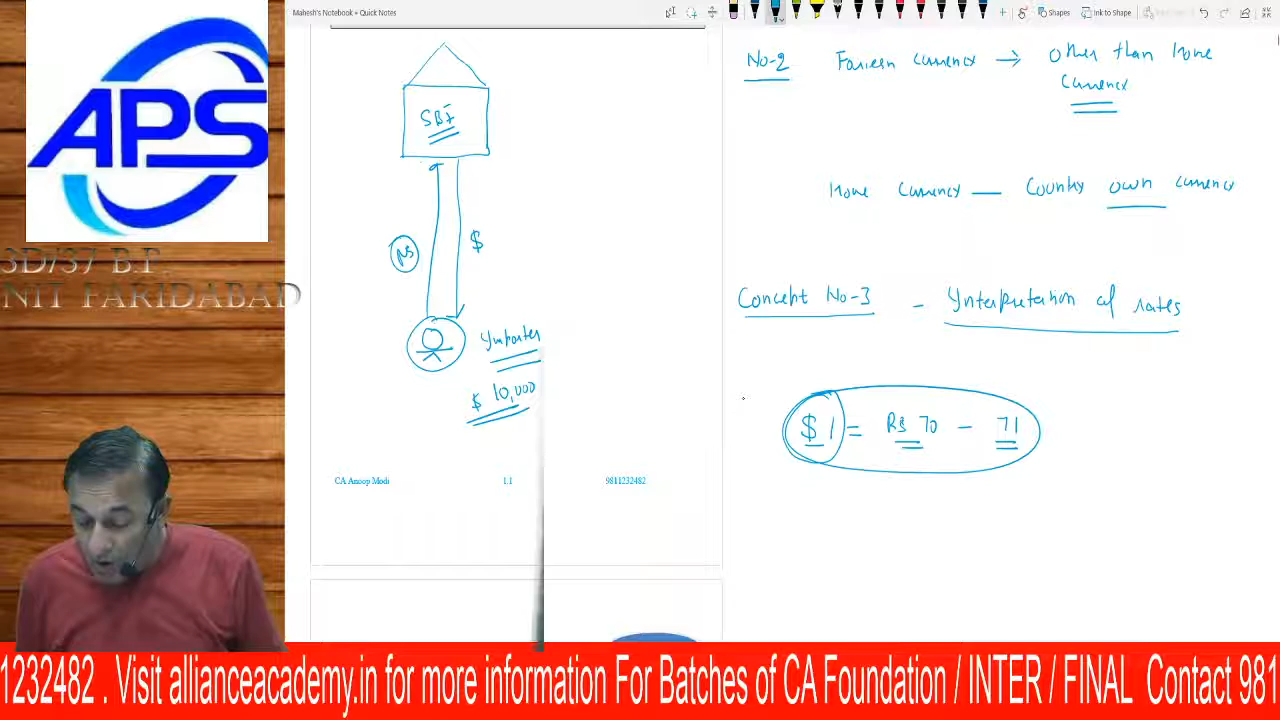 Mahesh's Notebook + Quick Notes
Shapes
Ink to Shape
APS
3D/37 B.P.
NIT FARIDABAD
SBI
Rs
$
Importer
$ 10,000
CA Anoop Modi 1.1 9811232482
No-2 Foreign currency → other than Home
currency
Home currency — Country own currency
Concept No-3 - Interpretation of rates
$ 1 = Rs 70 - 71
1232482 . Visit allianceacademy.in for more information For Batches of CA Foundation / INTER / FINAL Contact 981